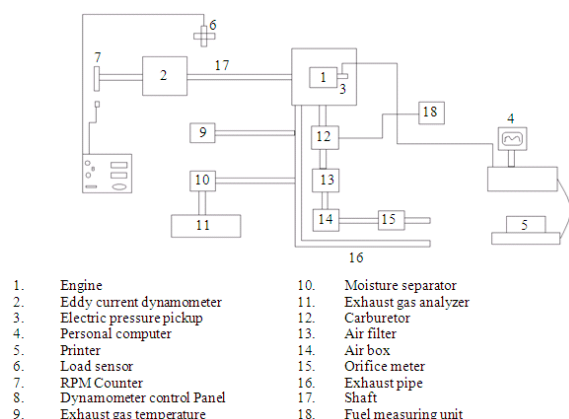 6
7
2
17
1
3
18
4
9
12
10
13
11
14
15
5
16
1. Engine
2. Eddy current dynamometer
3. Electric pressure pickup
4. Personal computer
5. Printer
6. Load sensor
7. RPM Counter
8. Dynamometer control Panel
9. Exhaust gas temperature
10. Moisture separator
11. Exhaust gas analyzer
12. Carburetor
13. Air filter
14. Air box
15. Orifice meter
16. Exhaust pipe
17. Shaft
18. Fuel measuring unit